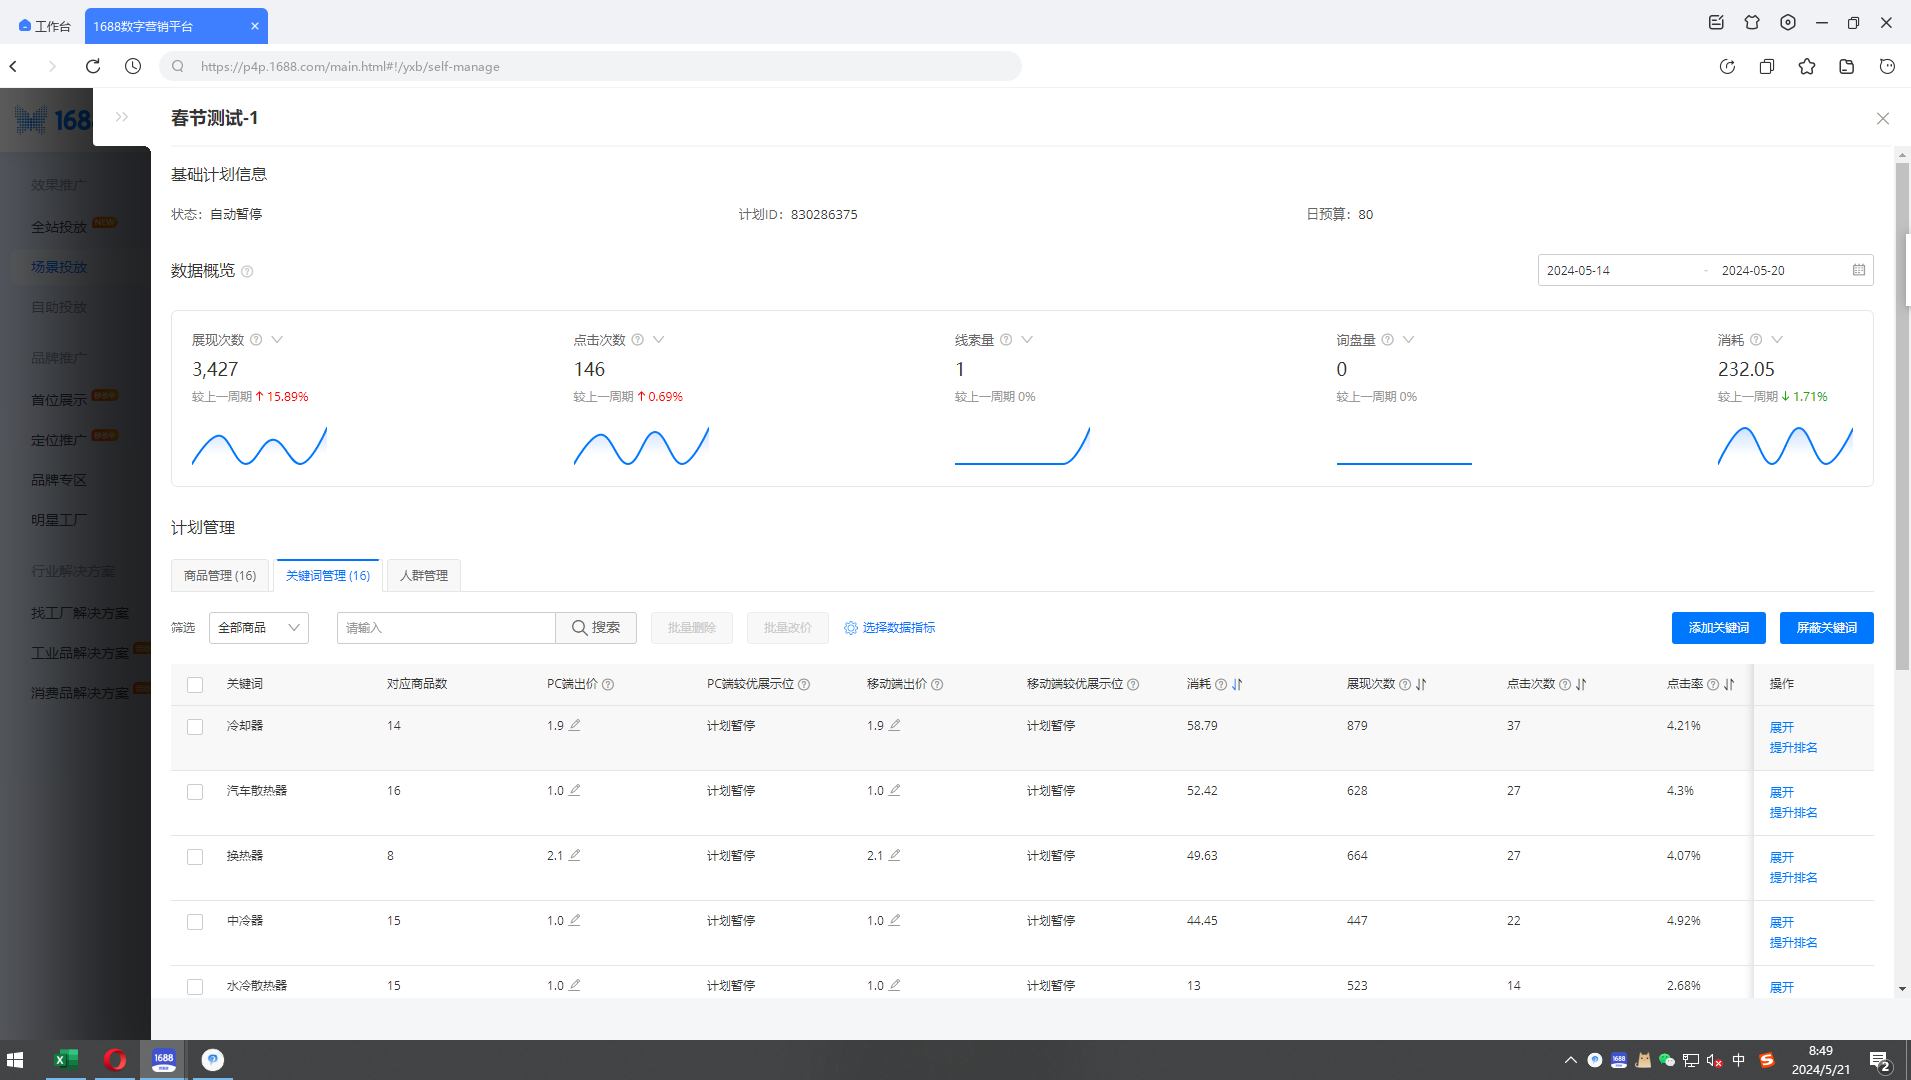 工作台
1688数字营销平台
https://p4p.1688.com/main.html#!/yxb/self-manage
168
春节测试-1
效果推广
全站投放 NEW
场景投放
自助投放
品牌推广
首位展示
定位推广
品牌专区
明星工厂
行业解决方案
找工厂解决方案
工业品解决方案
消费品解决方案
基础计划信息
状态：自动暂停 计划ID：830286375 日预算：80
数据概览 2024-05-14 - 2024-05-20
展现次数 点击次数 线索量 询盘量 消耗
3,427 146 1 0 232.05
较上一周期 15.89% 较上一周期 0.69% 较上一周期 0% 较上一周期 0% 较上一周期 1.71%
计划管理
商品管理 (16) 关键词管理 (16) 人群管理
筛选 全部商品 请输入 搜索 批量删除 批量改价 选择数据指标 添加关键词 屏蔽关键词
关键词 对应商品数 PC端出价 PC端较优展示位 移动端出价 移动端较优展示位 消耗 展现次数 点击次数 点击率 操作
冷却器 14 1.9 计划暂停 1.9 计划暂停 58.79 879 37 4.21% 展开
提升排名
汽车散热器 16 1.0 计划暂停 1.0 计划暂停 52.42 628 27 4.3% 展开
提升排名
换热器 8 2.1 计划暂停 2.1 计划暂停 49.63 664 27 4.07% 展开
提升排名
中冷器 15 1.0 计划暂停 1.0 计划暂停 44.45 447 22 4.92% 展开
提升排名
水冷散热器 15 1.0 计划暂停 1.0 计划暂停 13 523 14 2.68% 展开
1688
1688
中
8:49
2024/5/21
2